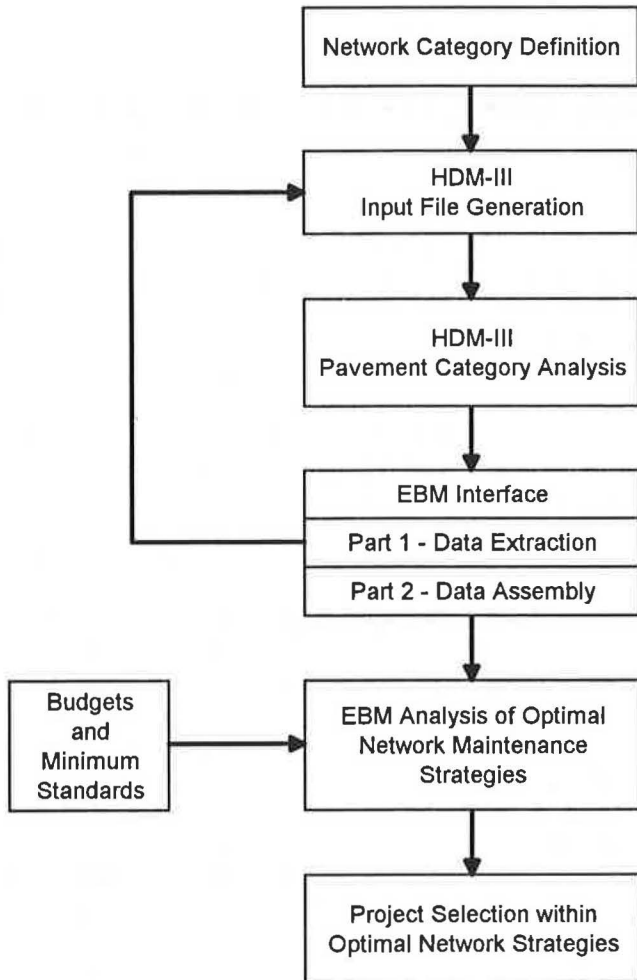 Network Category Definition
HDM-III
Input File Generation
HDM-III
Pavement Category Analysis
EBM Interface
Part 1 - Data Extraction
Part 2 - Data Assembly
Budgets
and
Minimum
Standards
EBM Analysis of Optimal
Network Maintenance
Strategies
Project Selection within
Optimal Network Strategies